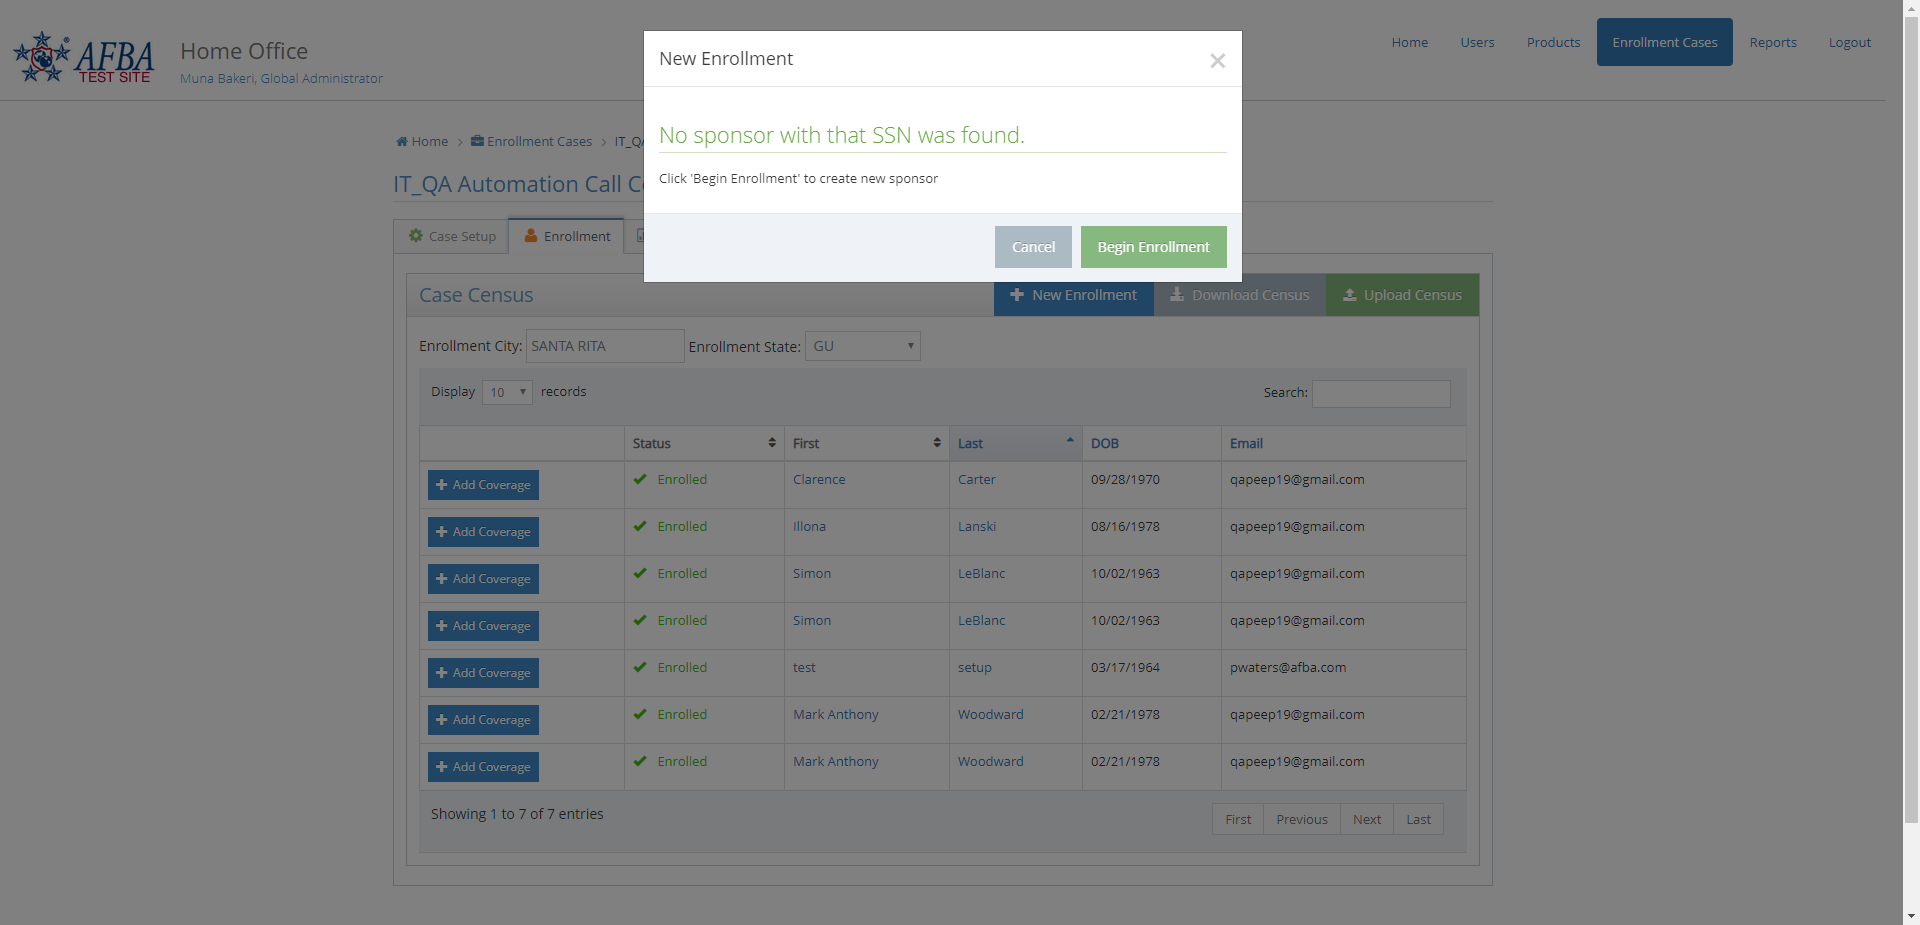 AFBA
TEST SITE
Home Office
Muna Bakeri, Global Administrator
Home
Users
Products
Enrollment Cases
Reports
Logout
New Enrollment
×
No sponsor with that SSN was found.
Click 'Begin Enrollment' to create new sponsor
Cancel
Begin Enrollment
Home > Enrollment Cases > IT_Q
IT_QA Automation Call C
Case Setup
Enrollment
Case Census
New Enrollment
Download Census
Upload Census
Enrollment City: SANTA RITA Enrollment State: GU
Display 10 records
Search:
Status First Last DOB Email
Add Coverage Enrolled Clarence Carter 09/28/1970 qapeep19@gmail.com
Add Coverage Enrolled Illona Lanski 08/16/1978 qapeep19@gmail.com
Add Coverage Enrolled Simon LeBlanc 10/02/1963 qapeep19@gmail.com
Add Coverage Enrolled Simon LeBlanc 10/02/1963 qapeep19@gmail.com
Add Coverage Enrolled test setup 03/17/1964 pwaters@afba.com
Add Coverage Enrolled Mark Anthony Woodward 02/21/1978 qapeep19@gmail.com
Add Coverage Enrolled Mark Anthony Woodward 02/21/1978 qapeep19@gmail.com
Showing 1 to 7 of 7 entries
First Previous Next Last